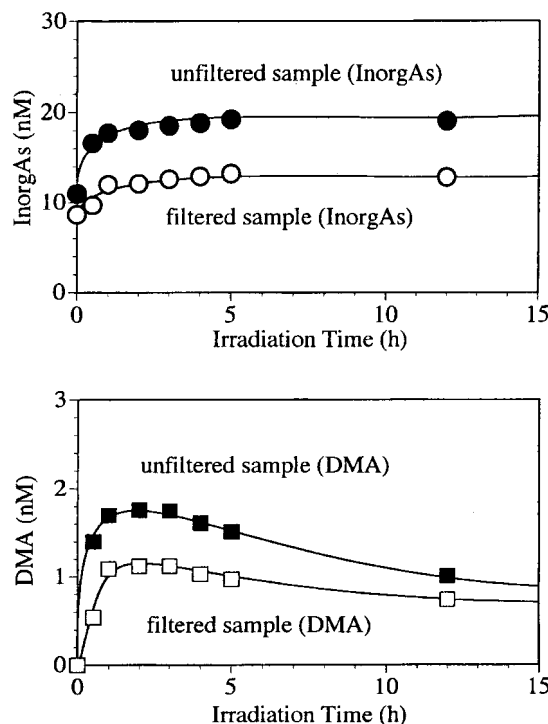 30
unfiltered sample (InorgAs)
20
InorgAs (nM)
10
filtered sample (InorgAs)
0
0 5 10 15
Irradiation Time (h)
3
unfiltered sample (DMA)
2
DMA (nM)
1
filtered sample (DMA)
0
0 5 10 15
Irradiation Time (h)